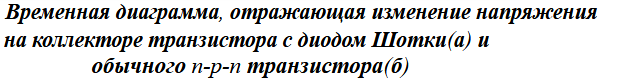 Временная диаграмма, отражающая изменение напряжения
на коллекторе транзистора с диодом Шотки(а) и
обычного n-p-n транзистора(б)